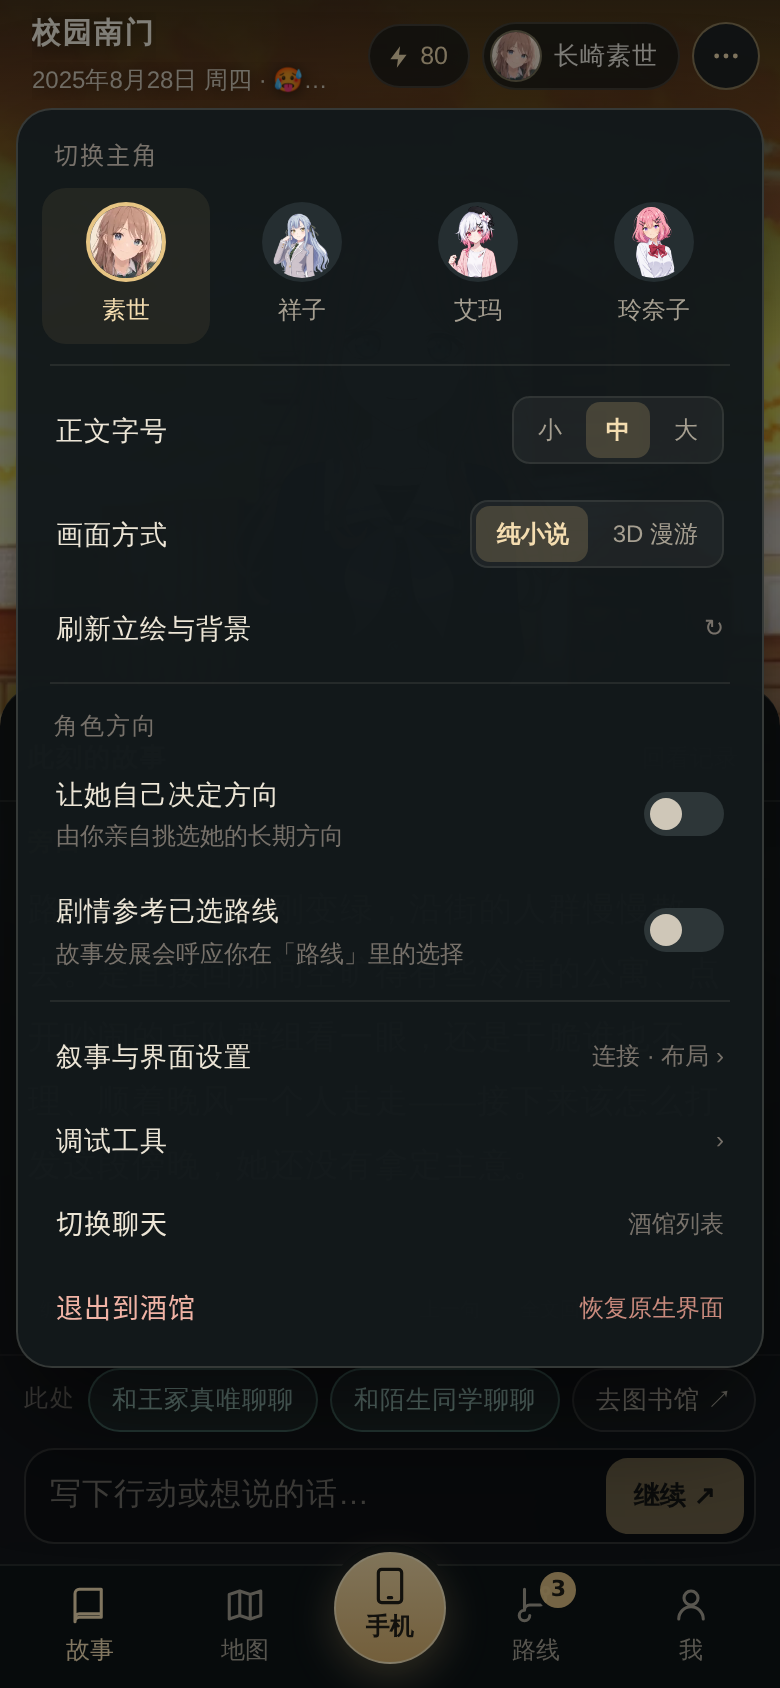 校园南门
2025年8月28日 周四 · 🥵…
80
长崎素世
切换主角
素世
祥子
艾玛
玲奈子
正文字号
小
中
大
画面方式
纯小说
3D 漫游
刷新立绘与背景
↻
角色方向
让她自己决定方向
由你亲自挑选她的长期方向
剧情参考已选路线
故事发展会呼应你在「路线」里的选择
叙事与界面设置
连接 · 布局 ›
调试工具
›
切换聊天
酒馆列表
退出到酒馆
恢复原生界面
此处
和王冢真唯聊聊
和陌生同学聊聊
去图书馆 ↗
写下行动或想说的话…
继续 ↗
故事
地图
手机
3
路线
我